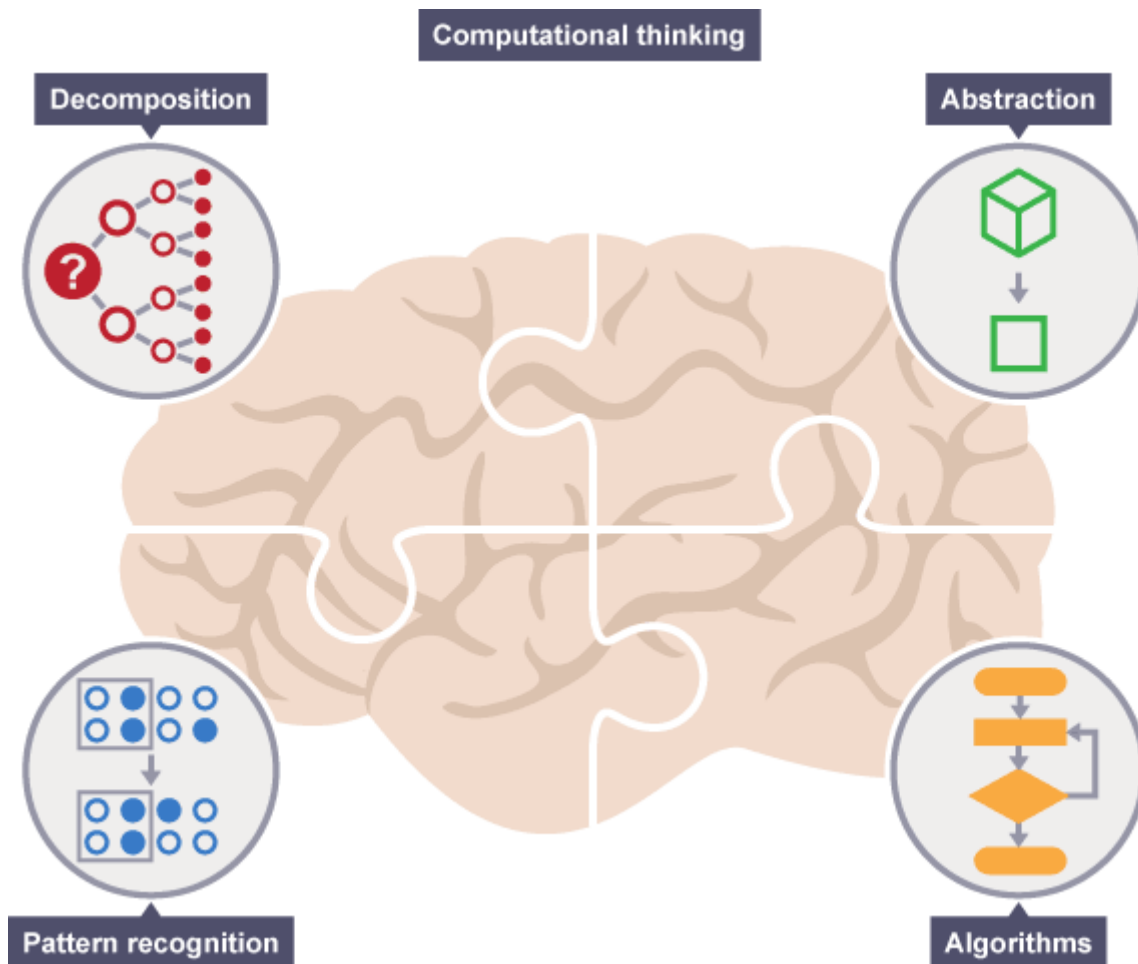 Computational thinking
Decomposition
Abstraction
?
Pattern recognition
Algorithms